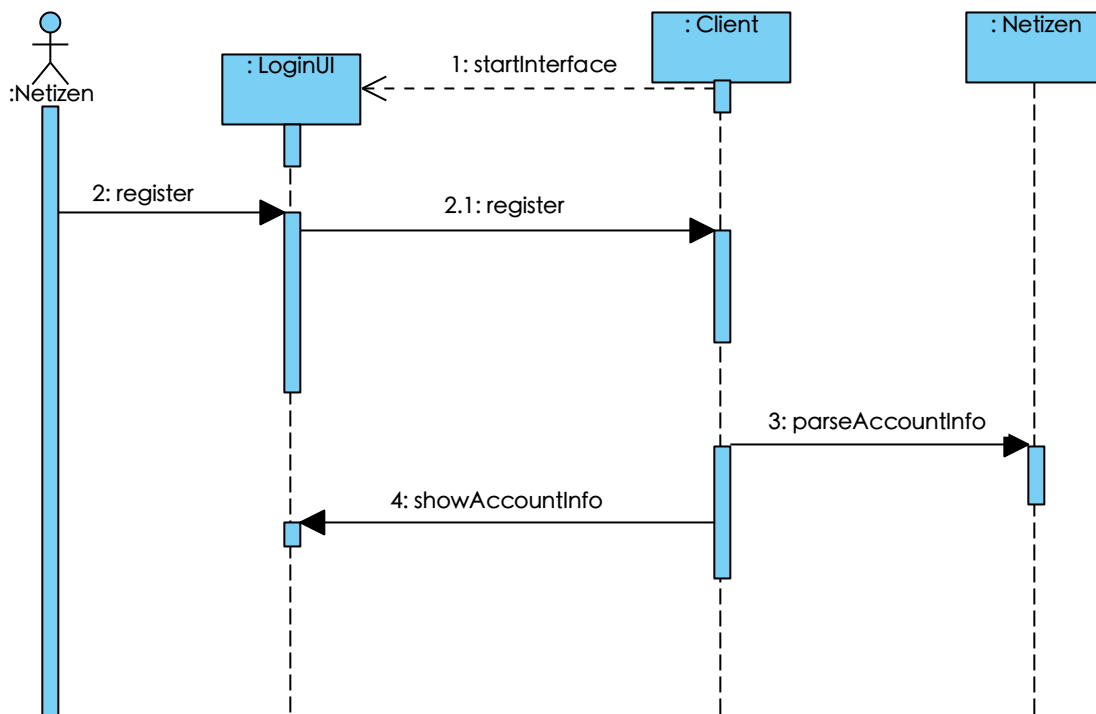 : Client
: Netizen
: LoginUI
1: startInterface
:Netizen
2: register
2.1: register
3: parseAccountInfo
4: showAccountInfo